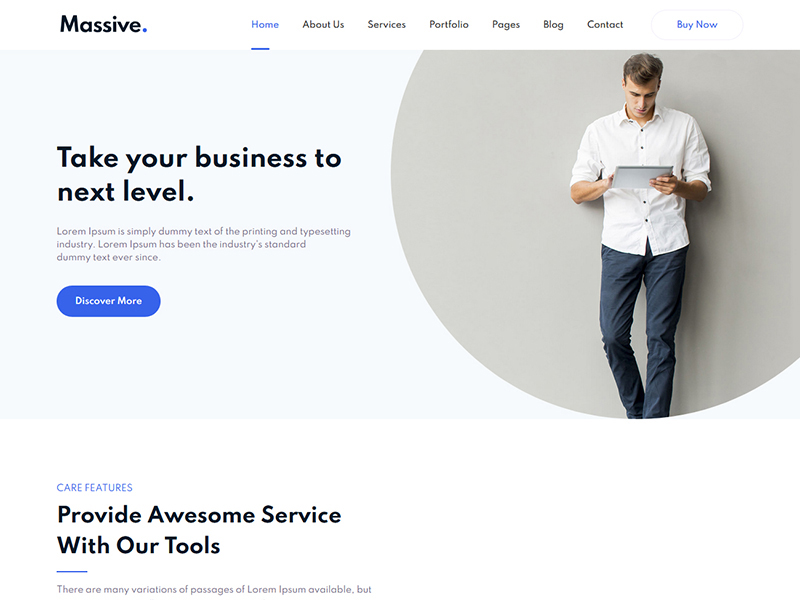 Massive.
Home About Us Services Portfolio Pages Blog Contact Buy Now
Take your business to
next level.
Lorem Ipsum is simply dummy text of the printing and typesetting
industry. Lorem Ipsum has been the industry's standard
dummy text ever since.
Discover More
CARE FEATURES
Provide Awesome Service
With Our Tools
There are many variations of passages of Lorem Ipsum available, but